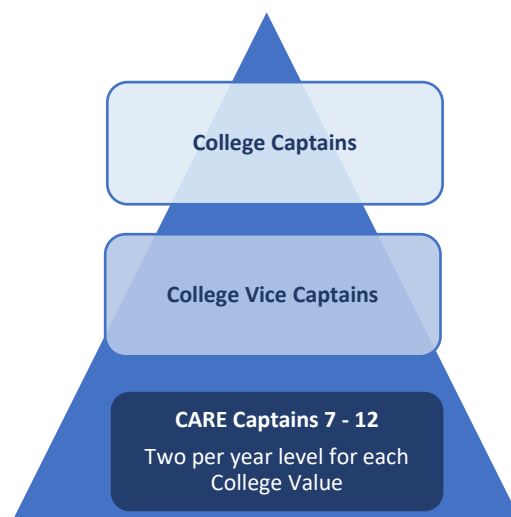 College Captains
College Vice Captains
CARE Captains 7 - 12
Two per year level for each
College Value